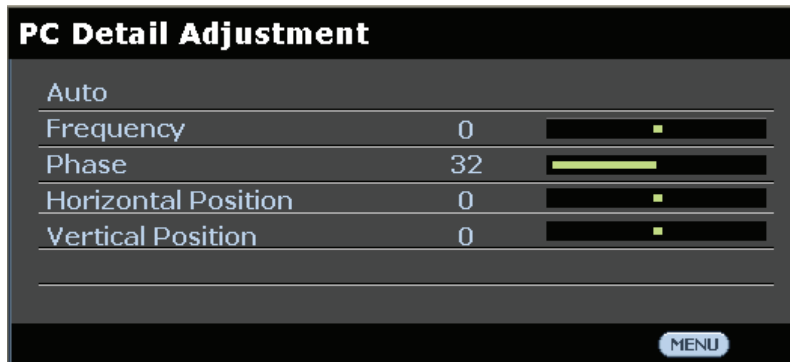 PC Detail Adjustment
Auto
Frequency 0
Phase 32
Horizontal Position 0
Vertical Position 0
MENU